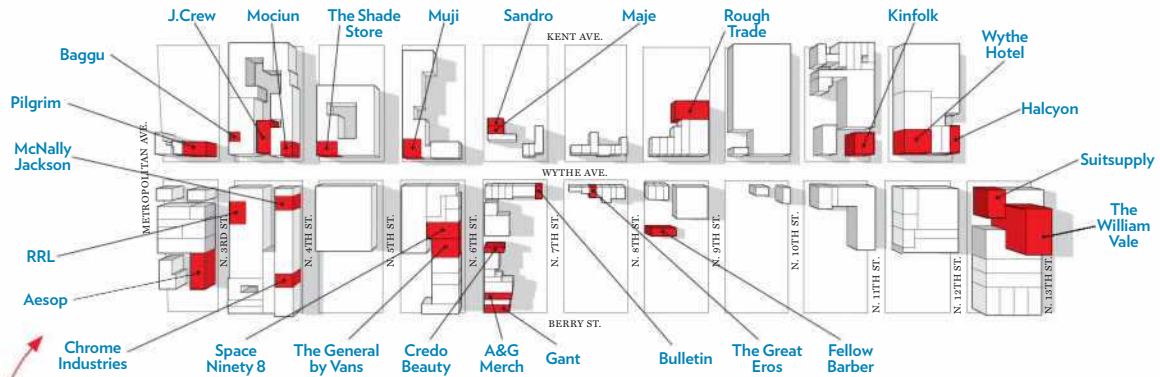 J.Crew
Mociun
The Shade
Store
Muji
Sandro
Maje
Rough
Trade
Kinfolk
Wythe
Hotel
Baggu
Pilgrim
McNally
Jackson
Halcyon
Suitsupply
The
William
Vale
RRL
Aesop
KENT AVE.
METROPOLITAN AVE.
WYTHE AVE.
N. 3RD ST.
N. 4TH ST.
N. 5TH ST.
N. 6TH ST.
N. 7TH ST.
N. 8TH ST.
N. 9TH ST.
N. 10TH ST.
N. 11TH ST.
N. 12TH ST.
N. 13TH ST.
BERRY ST.
Chrome
Industries
Space
Ninety 8
The General
by Vans
Credo
Beauty
A&G
Merch
Gant
Bulletin
The Great
Eros
Fellow
Barber